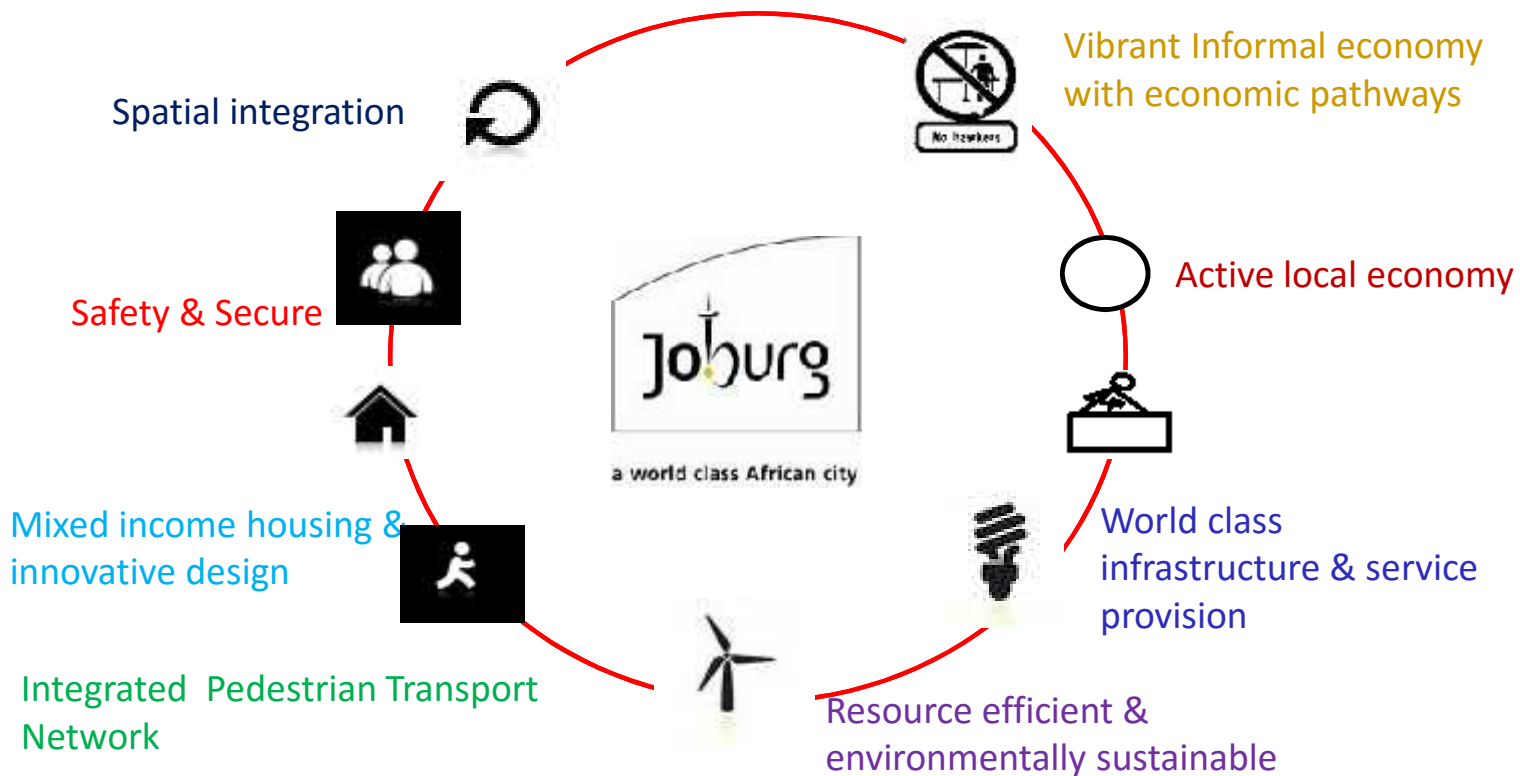 Vibrant Informal economy
with economic pathways
Spatial integration
No hawkers
Active local economy
Safety & Secure
Joburg
a world class African city
Mixed income housing &
innovative design
World class
infrastructure & service
provision
Integrated  Pedestrian Transport
Network
Resource efficient &
environmentally sustainable